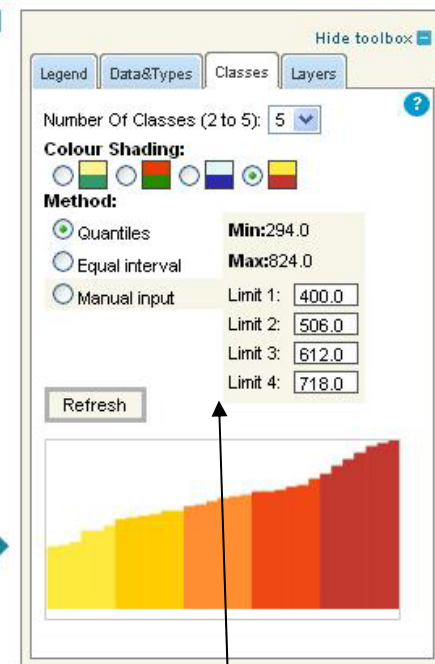 Hide toolbox
Legend Data&Types Classes Layers
?
Number Of Classes (2 to 5): 5
Colour Shading:
Method:
Quantiles
Equal interval
Manual input
Min:294.0
Max:824.0
Limit 1: 400.0
Limit 2: 506.0
Limit 3: 612.0
Limit 4: 718.0
Refresh